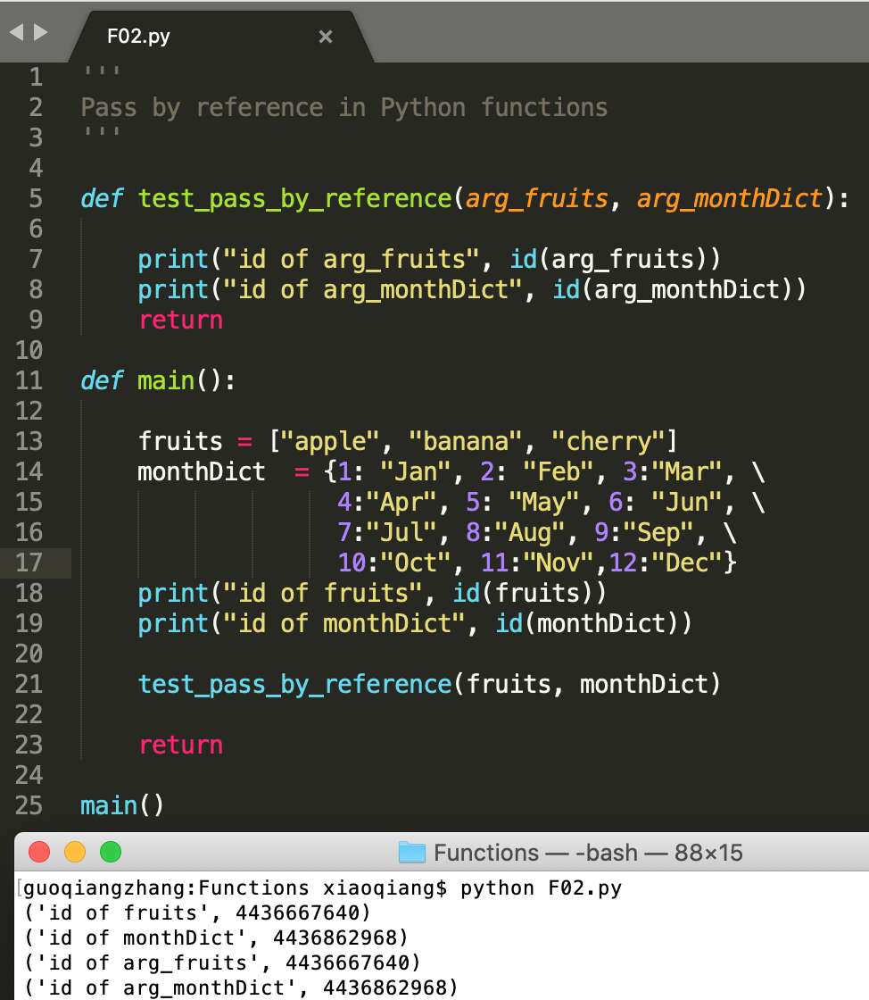 F02.py ×
1 '''
2 Pass by reference in Python functions
3 '''
4
5 def test_pass_by_reference(arg_fruits, arg_monthDict):
6
7     print("id of arg_fruits", id(arg_fruits))
8     print("id of arg_monthDict", id(arg_monthDict))
9     return
10
11 def main():
12
13     fruits = ["apple", "banana", "cherry"]
14     monthDict  = {1: "Jan", 2: "Feb", 3:"Mar", \
15                   4:"Apr", 5: "May", 6: "Jun", \
16                   7:"Jul", 8:"Aug", 9:"Sep", \
17                   10:"Oct", 11:"Nov",12:"Dec"}
18     print("id of fruits", id(fruits))
19     print("id of monthDict", id(monthDict))
20
21     test_pass_by_reference(fruits, monthDict)
22
23     return
24
25 main()
Functions — -bash — 88×15
[guoqiangzhang:Functions xiaoqiang$ python F02.py
('id of fruits', 4436667640)
('id of monthDict', 4436862968)
('id of arg_fruits', 4436667640)
('id of arg_monthDict', 4436862968)